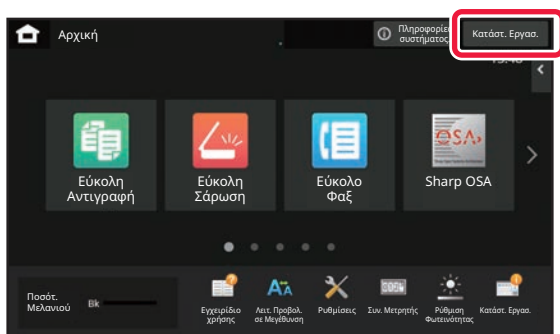 Αρχική
Πληροφορίες
συστήματος
Κατάστ. Εργασ.
Εύκολη
Αντιγραφή
Εύκολη
Σάρωση
Εύκολο
Φαξ
OSA
Sharp OSA
Ποσότ.
Μελανιού
Bk
Εγχειρίδιο
χρήσης
Λειτ. Προβολ.
σε Μεγέθυνση
Ρυθμίσεις
Συν. Μετρητής
Ρύθμιση
Φωτεινότητας
Κατάστ. Εργασ.